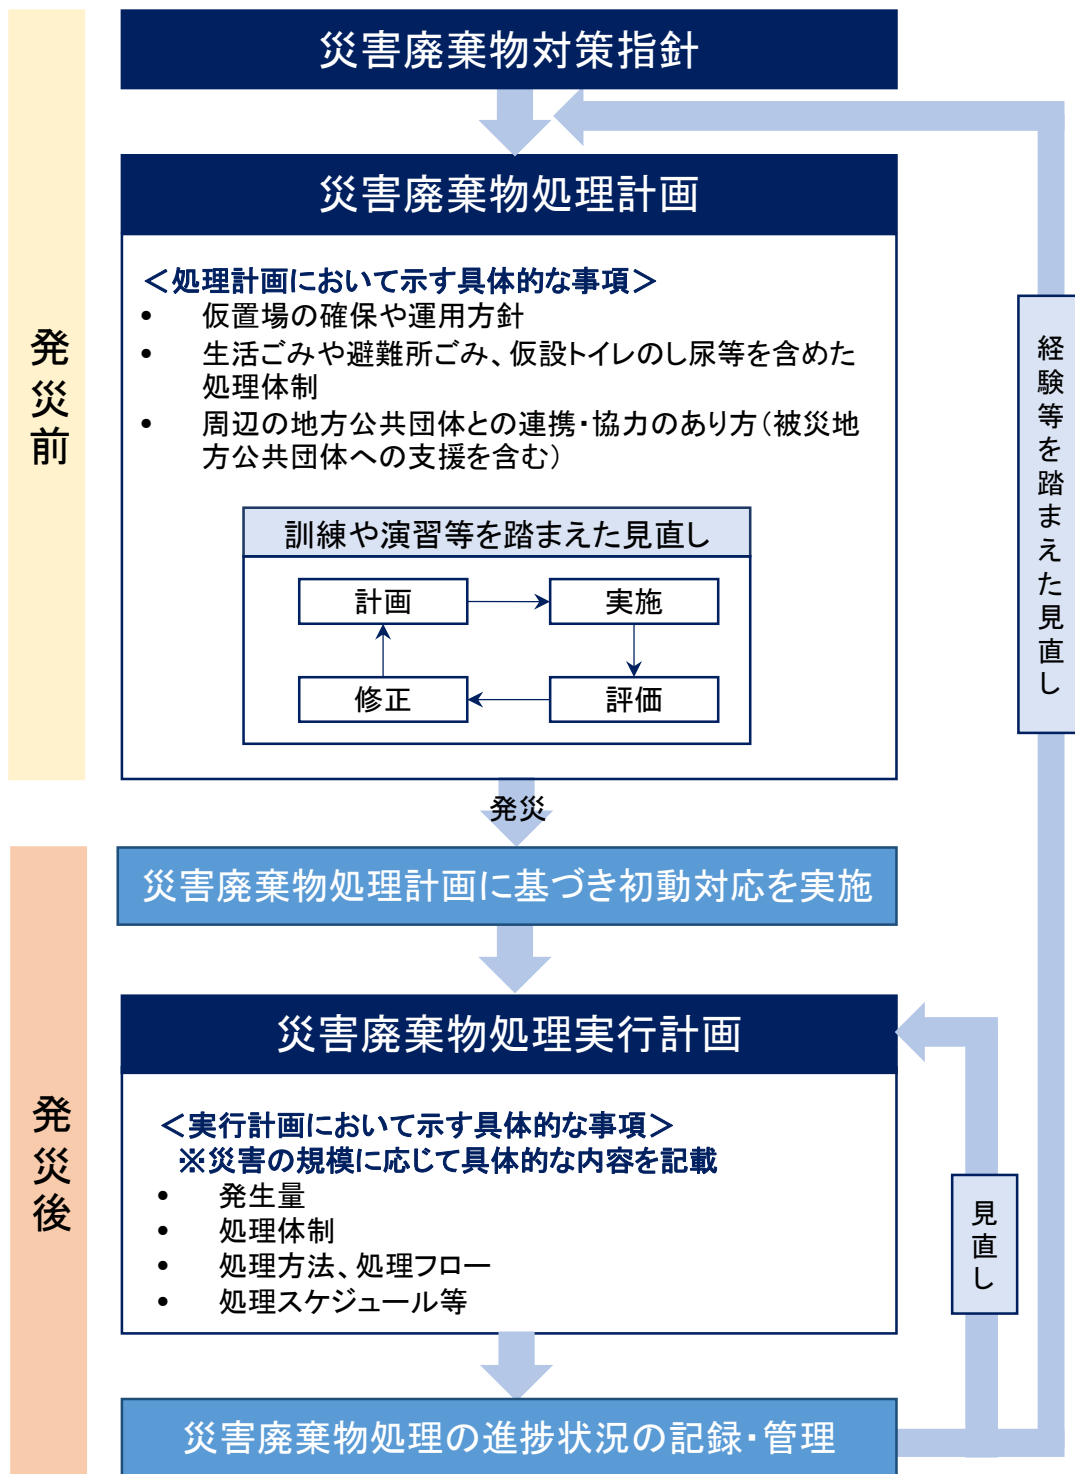 災害廃棄物対策指針
発災前
災害廃棄物処理計画
＜処理計画において示す具体的な事項＞
• 仮置場の確保や運用方針
• 生活ごみや避難所ごみ、仮設トイレのし尿等を含めた
処理体制
• 周辺の地方公共団体との連携・協力のあり方（被災地
方公共団体への支援を含む）
訓練や演習等を踏まえた見直し
計画
実施
修正
評価
経験等を踏まえた見直し
発災
発災後
災害廃棄物処理計画に基づき初動対応を実施
災害廃棄物処理実行計画
＜実行計画において示す具体的な事項＞
※災害の規模に応じて具体的な内容を記載
• 発生量
• 処理体制
• 処理方法、処理フロー
• 処理スケジュール等
見直し
災害廃棄物処理の進捗状況の記録・管理